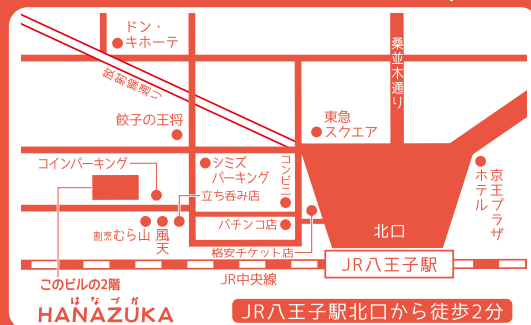 ドン・
キホーテ
放射線通り
桑並木通り
餃子の王将
東急
スクエア
コインパーキング
シミズ
パーキング
コンビニ
立ち呑み店
京王プラザ
ホテル
割烹むら山
風天
パチンコ店
格安チケット店
北口
JR八王子駅
JR中央線
このビルの2階
はなづか
HANAZUKA
JR八王子駅北口から徒歩2分